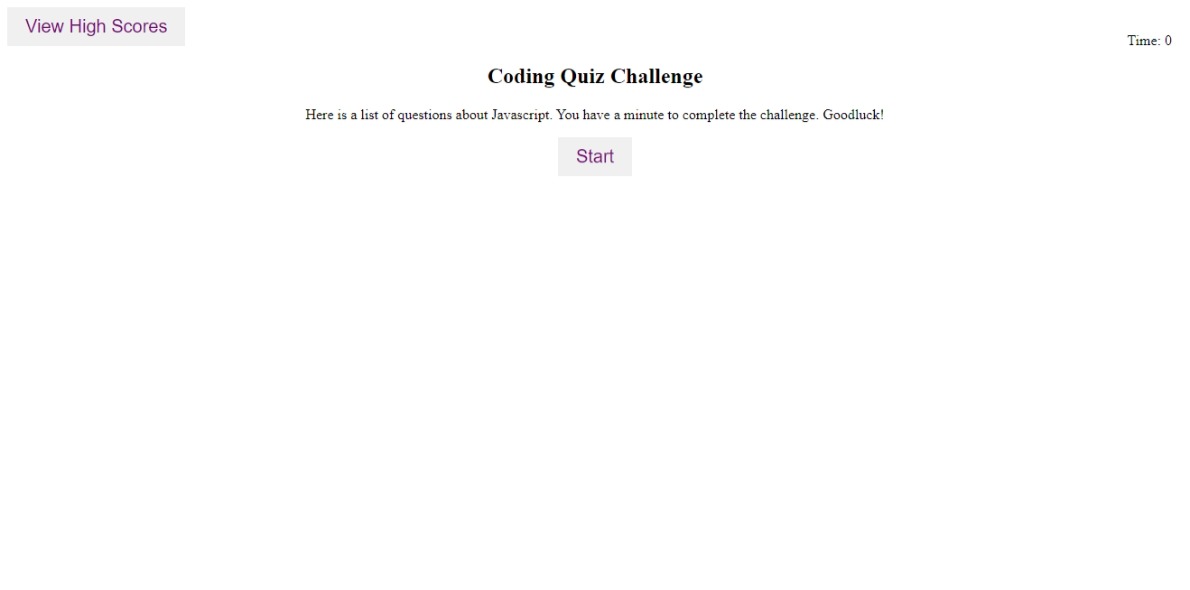 View High Scores
Time: 0
Coding Quiz Challenge
Here is a list of questions about Javascript. You have a minute to complete the challenge. Goodluck!
Start